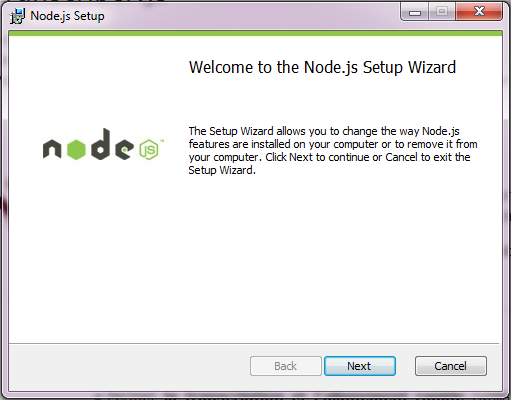 Node.js Setup
Welcome to the Node.js Setup Wizard
node JS™
The Setup Wizard allows you to change the way Node.js
features are installed on your computer or to remove it from
your computer. Click Next to continue or Cancel to exit the
Setup Wizard.
Back
Next
Cancel